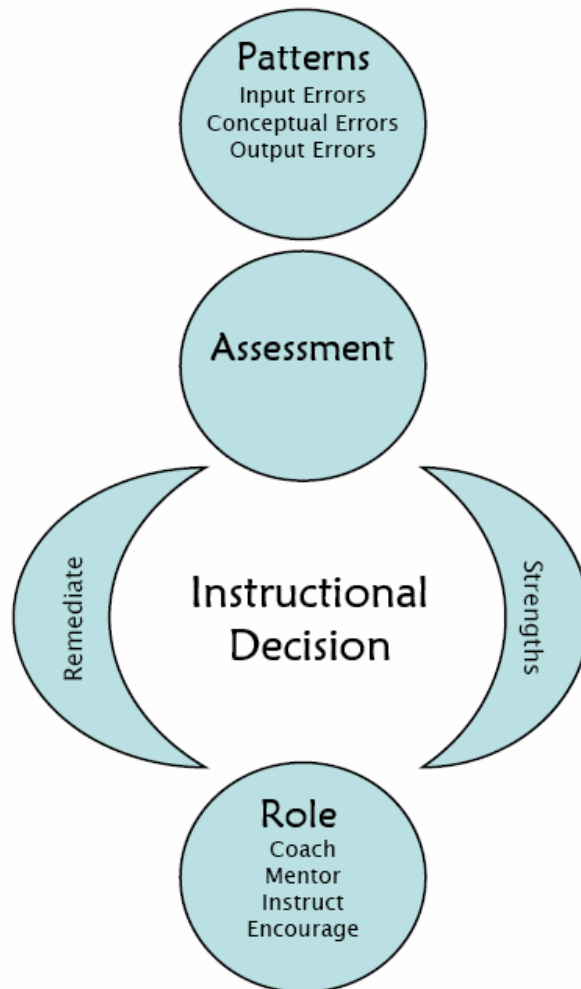 Patterns
Input Errors
Conceptual Errors
Output Errors
Assessment
Remediate
Instructional
Decision
Strengths
Role
Coach
Mentor
Instruct
Encourage